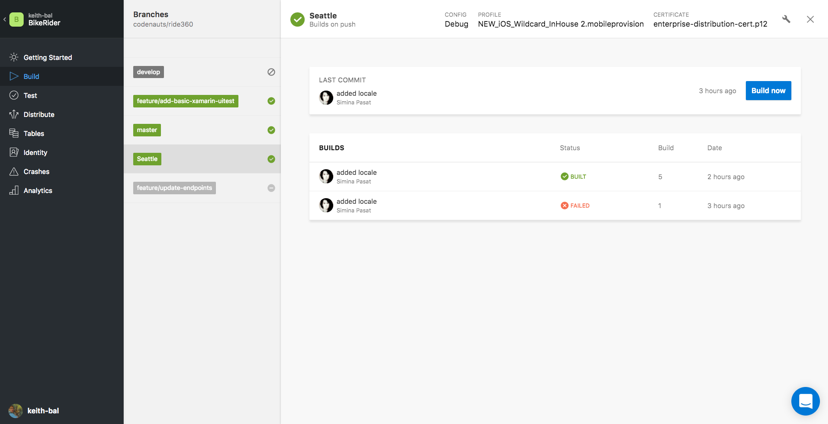 keith-bal
B
BikeRider
Getting Started
Build
Test
Distribute
Tables
Identity
Crashes
Analytics
keith-bal
Branches
codenauts/ride360
develop
feature/add-basic-xamarin-uitest
master
Seattle
feature/update-endpoints
Seattle
Builds on push
CONFIG
Debug
PROFILE
NEW_iOS_Wildcard_InHouse 2.mobileprovision
CERTIFICATE
enterprise-distribution-cert.p12
LAST COMMIT
added locale
Simina Pasat
3 hours ago
Build now
BUILDS Status Build Date
added locale
Simina Pasat
BUILT 5 2 hours ago
added locale
Simina Pasat
FAILED 1 3 hours ago